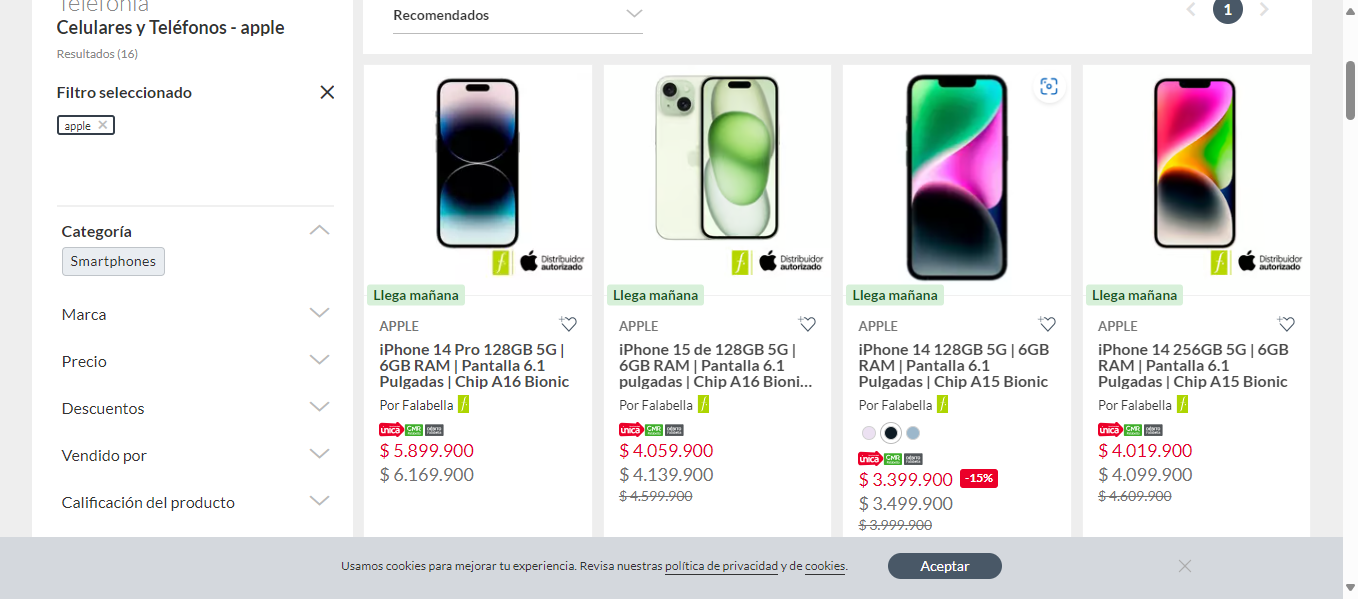 Telefonía
Celulares y Teléfonos - apple
Resultados (16)
Filtro seleccionado
apple
Categoría
Smartphones
Marca
Precio
Descuentos
Vendido por
Calificación del producto
Recomendados
1
Distribuidor
autorizado
Llega mañana
APPLE
iPhone 14 Pro 128GB 5G |
6GB RAM | Pantalla 6.1
Pulgadas | Chip A16 Bionic
Por Falabella
única CMR
$ 5.899.900
$ 6.169.900
Distribuidor
autorizado
Llega mañana
APPLE
iPhone 15 de 128GB 5G |
6GB RAM | Pantalla 6.1
pulgadas | Chip A16 Bioni...
Por Falabella
única CMR
$ 4.059.900
$ 4.139.900
$ 4.599.900
Llega mañana
APPLE
iPhone 14 128GB 5G | 6GB
RAM | Pantalla 6.1
Pulgadas | Chip A15 Bionic
Por Falabella
única CMR
$ 3.399.900 -15%
$ 3.499.900
$ 3.999.900
Distribuidor
autorizado
Llega mañana
APPLE
iPhone 14 256GB 5G | 6GB
RAM | Pantalla 6.1
Pulgadas | Chip A15 Bionic
Por Falabella
única CMR
$ 4.019.900
$ 4.099.900
$ 4.609.900
Usamos cookies para mejorar tu experiencia. Revisa nuestras política de privacidad y de cookies.
Aceptar